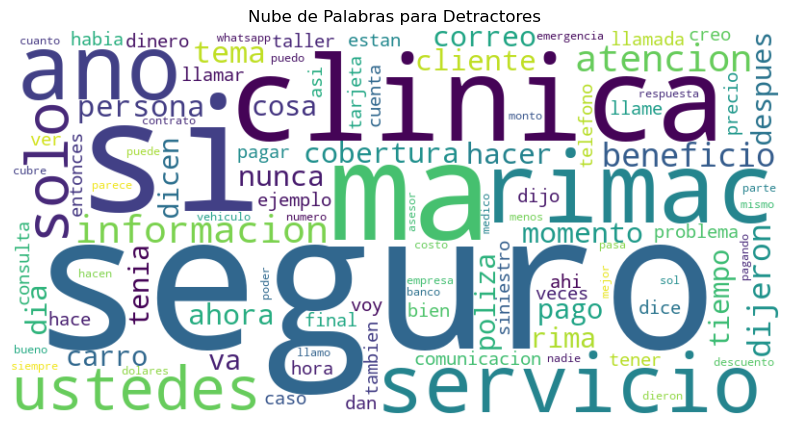 Nube de Palabras para Detractores
cuanto
habia
dinero
whatsapp
taller
estan
correo
emergencia
llamada
creo
ano
si
clinica
puedo
tema
llamar
asi
tarjeta
cuenta
cliente
atencion
despues
precio
solo
persona
cosa
respuesta
monto
llame
telefono
contrato
ver
entonces
puede
dicen
pagar
cobertura
hacer
beneficio
cubre
parece
nunca
ma
rimac
ejemplo
dijo
parte
mismo
menos
vehiculo
numero
asesor
medico
informacion
momento
problema
consulta
dia
tenia
seguro
hacen
poder
costo
pasa
pagando
dijeron
tiempo
mejor
sol
ahora
final
voy
empresa
banco
bien
poliza
siniestro
ahi
veces
pago
dice
hace
bueno
carro
va
llamo
hora
tambien
comunicacion
rima
nadie
tener
descuento
siempre
dolares
ustedes
caso
dan
servicio
dieron